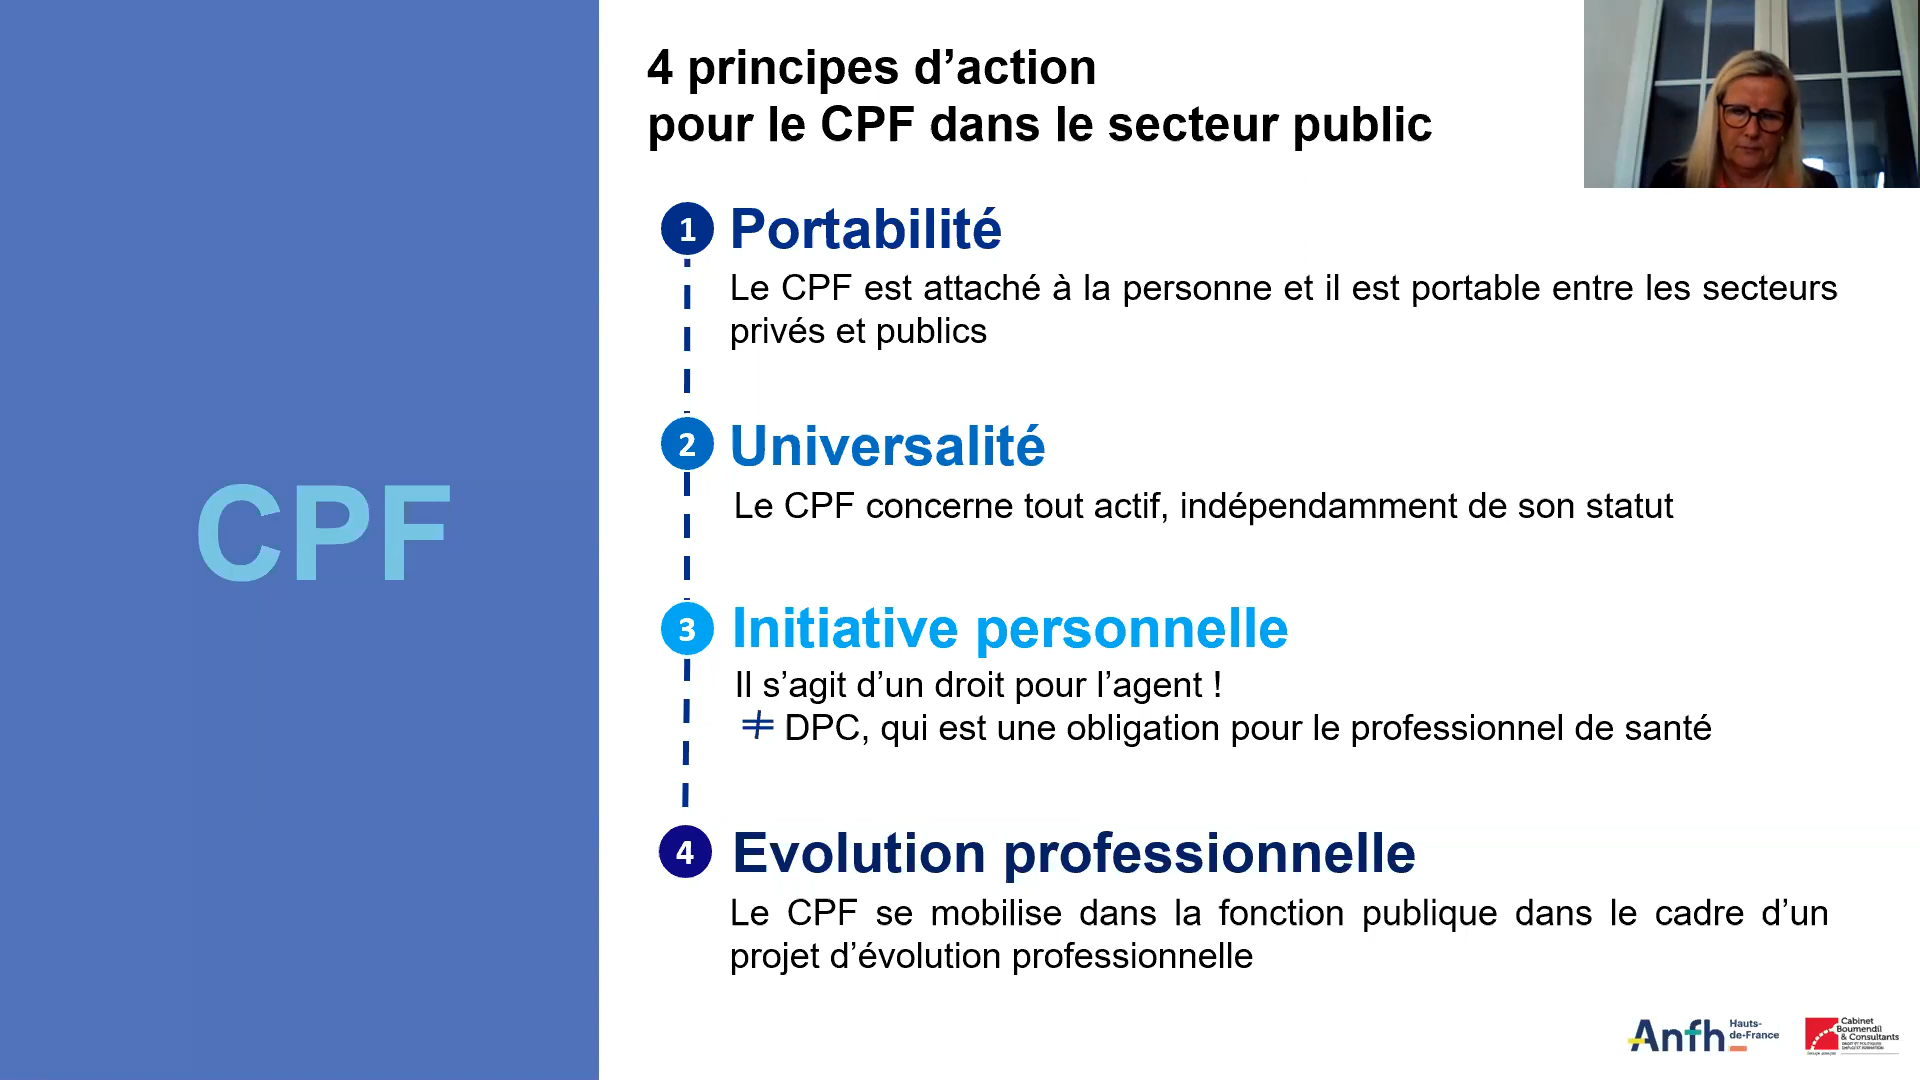 4 principes d’action
pour le CPF dans le secteur public
CPF
1 Portabilité
Le CPF est attaché à la personne et il est portable entre les secteurs
privés et publics
2 Universalité
Le CPF concerne tout actif, indépendamment de son statut
3 Initiative personnelle
Il s’agit d’un droit pour l’agent !
≠ DPC, qui est une obligation pour le professionnel de santé
4 Evolution professionnelle
Le CPF se mobilise dans la fonction publique dans le cadre d’un
projet d’évolution professionnelle
Anfh Hauts-
de-France
Cabinet
Boumendil
& Consultants